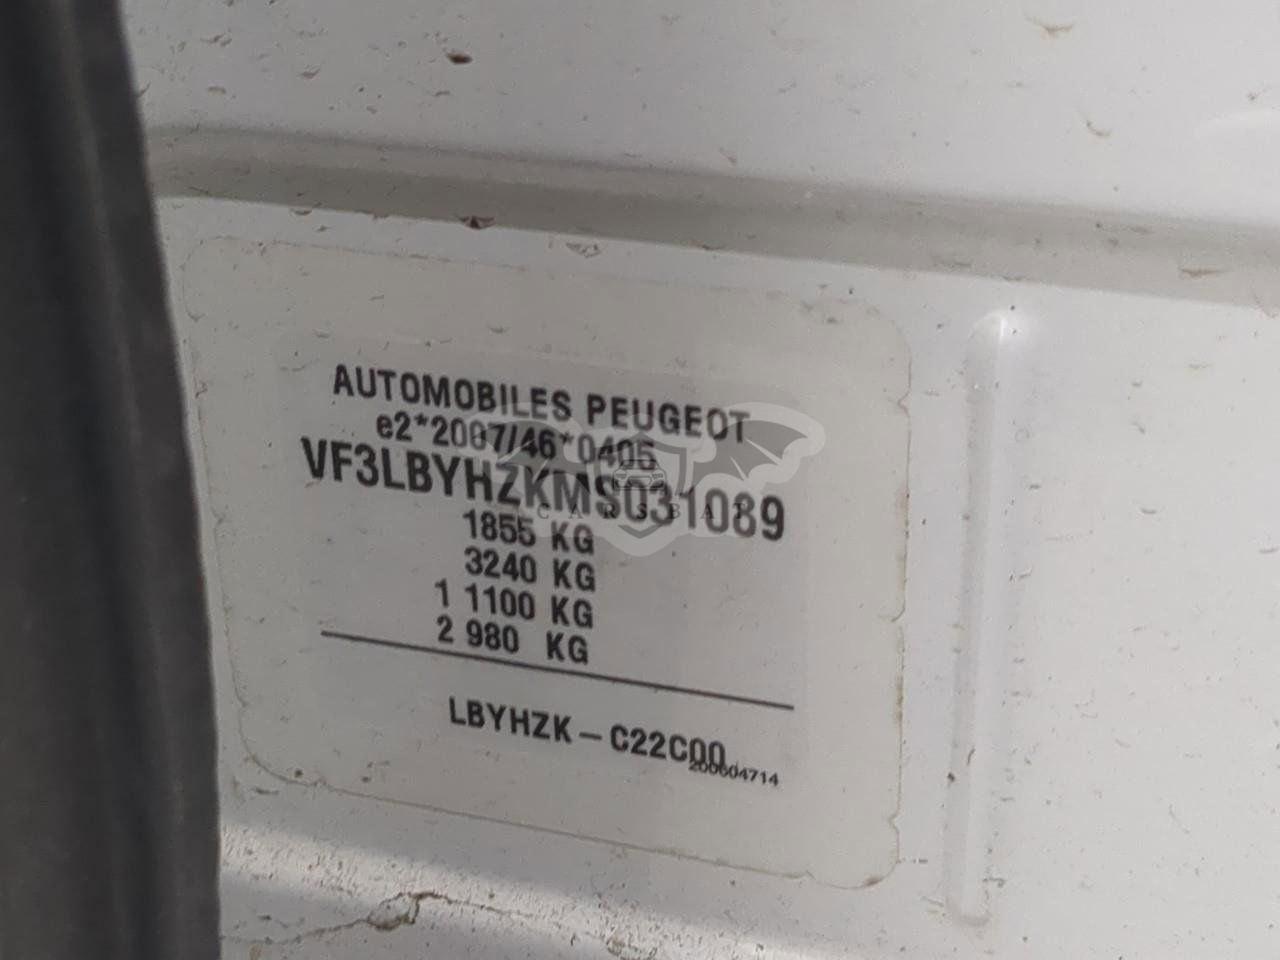 AUTOMOBILES PEUGEOT
e2*2007/46*0405
VF3LBYHZKMS031089
CARSBAT
1855 KG
3240 KG
1 1100 KG
2 980 KG
LBYHZK – C22C00
200604714